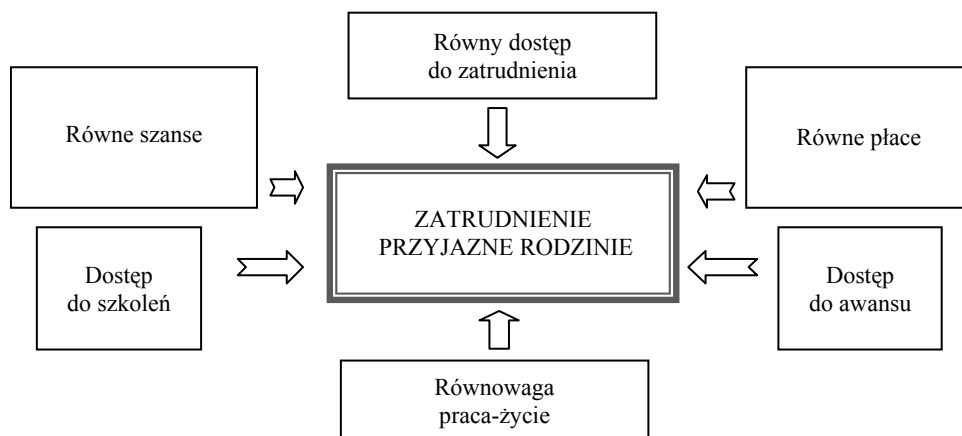 Równy dostęp
do zatrudnienia
Równe szanse
Równe płace
ZATRUDNIENIE
PRZYJAZNE RODZINIE
Dostęp
do szkoleń
Dostęp
do awansu
Równowaga
praca-życie